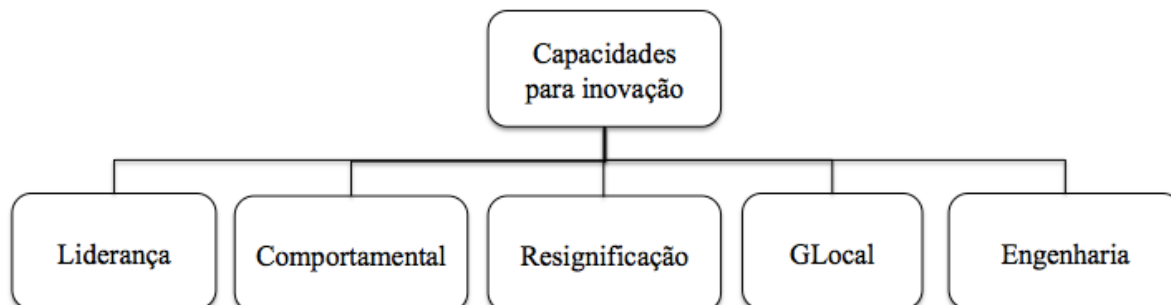 Capacidades
para inovação
Liderança
Comportamental
Resignificação
GLocal
Engenharia